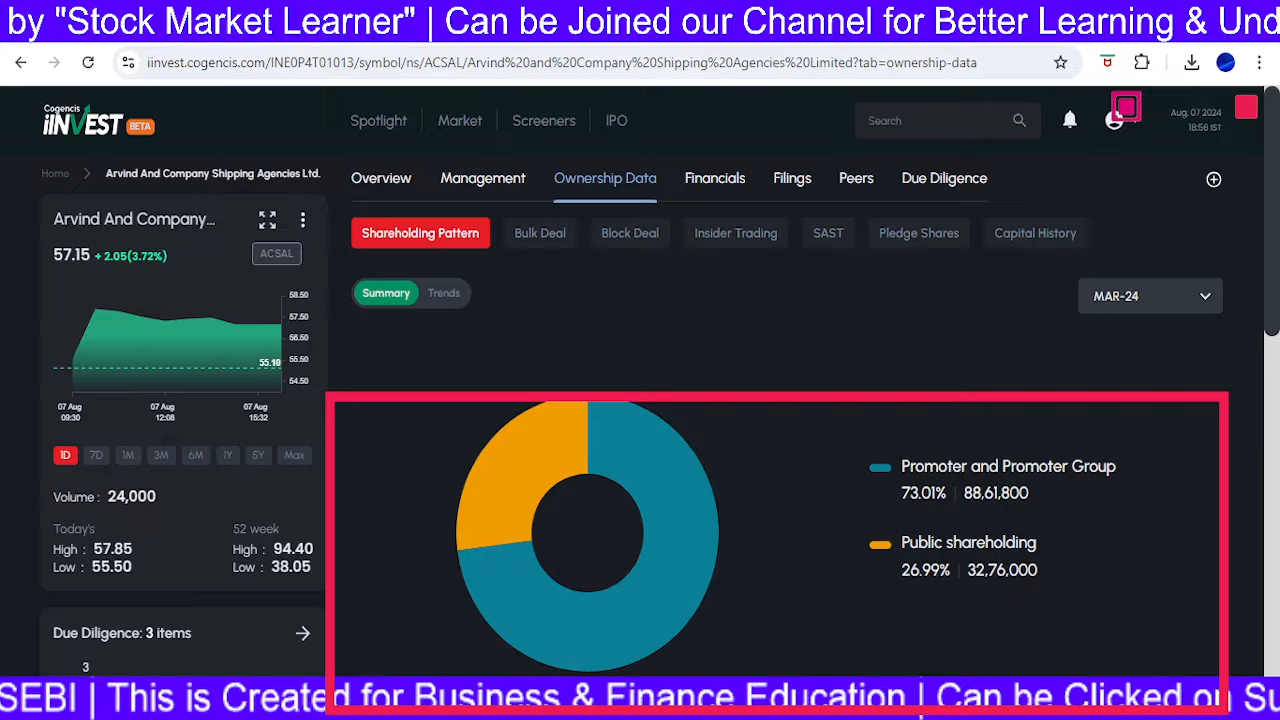 by "Stock Market Learner" | Can be Joined our Channel for Better Learning & Und
iinvest.cogencis.com/INE0P4T01013/symbol/ns/ACSAL/Arvind%20and%20Company%20Shipping%20Agencies%20Limited?tab=ownership-data
Cogencis
iiNVEST BETA
Spotlight Market Screeners IPO
Search
Aug, 07 2024
18:56 IST
Home Arvind And Company Shipping Agencies Ltd.
Overview Management Ownership Data Financials Filings Peers Due Diligence
Arvind And Company...
57.15 + 2.05(3.72%) ACSAL
58.50
57.50
56.50
55.50
54.50
55.10
07 Aug 09:30
07 Aug 12:08
07 Aug 15:32
1D 7D 1M 3M 6M 1Y 5Y Max
Volume : 24,000
Today's 52 week
High : 57.85 High : 94.40
Low : 55.50 Low : 38.05
Due Diligence: 3 items
3
Shareholding Pattern Bulk Deal Block Deal Insider Trading SAST Pledge Shares Capital History
Summary Trends
MAR-24
Promoter and Promoter Group
73.01% | 88,61,800
Public shareholding
26.99% | 32,76,000
SEBI | This is Created for Business & Finance Education | Can be Clicked on Su